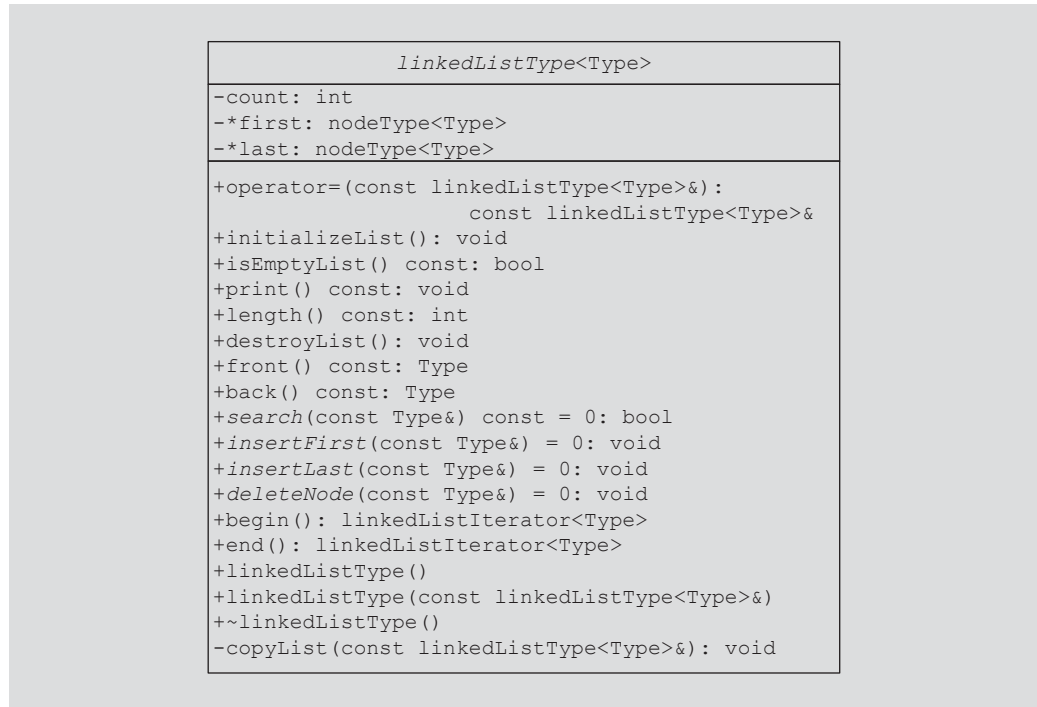 linkedListType<Type>
-count: int
-*first: nodeType<Type>
-*last: nodeType<Type>
+operator=(const linkedListType<Type>&):
const linkedListType<Type>&
+initializeList(): void
+isEmptyList() const: bool
+print() const: void
+length() const: int
+destroyList(): void
+front() const: Type
+back() const: Type
+search(const Type&) const = 0: bool
+insertFirst(const Type&) = 0: void
+insertLast(const Type&) = 0: void
+deleteNode(const Type&) = 0: void
+begin(): linkedListIterator<Type>
+end(): linkedListIterator<Type>
+linkedListType()
+linkedListType(const linkedListType<Type>&)
+~linkedListType()
-copyList(const linkedListType<Type>&): void